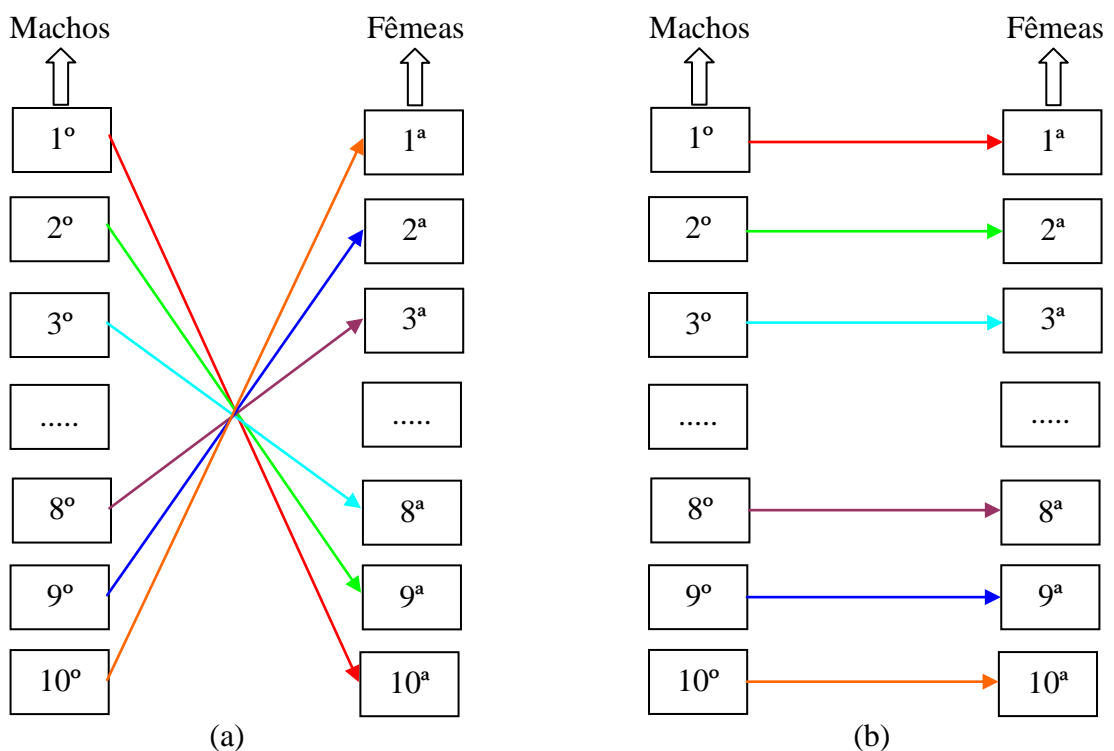 Machos Fêmeas Machos Fêmeas
1º 1ª 1º 1ª
2º 2ª 2º 2ª
3º 3ª 3º 3ª
..... ..... ..... .....
8º 8ª 8º 8ª
9º 9ª 9º 9ª
10º 10ª 10º 10ª
(a) (b)